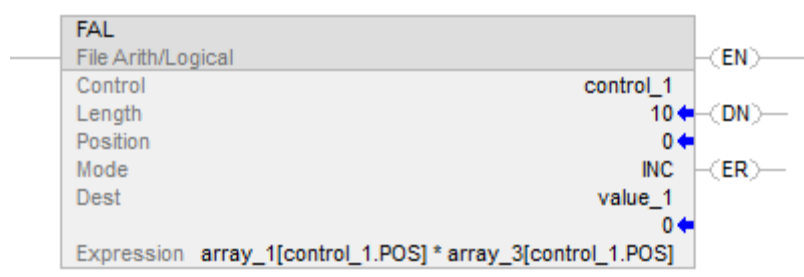 FAL
File Arith/Logical
EN
Control control_1
Length 10
DN
Position 0
Mode INC
ER
Dest value_1
0
Expression array_1[control_1.POS] * array_3[control_1.POS]